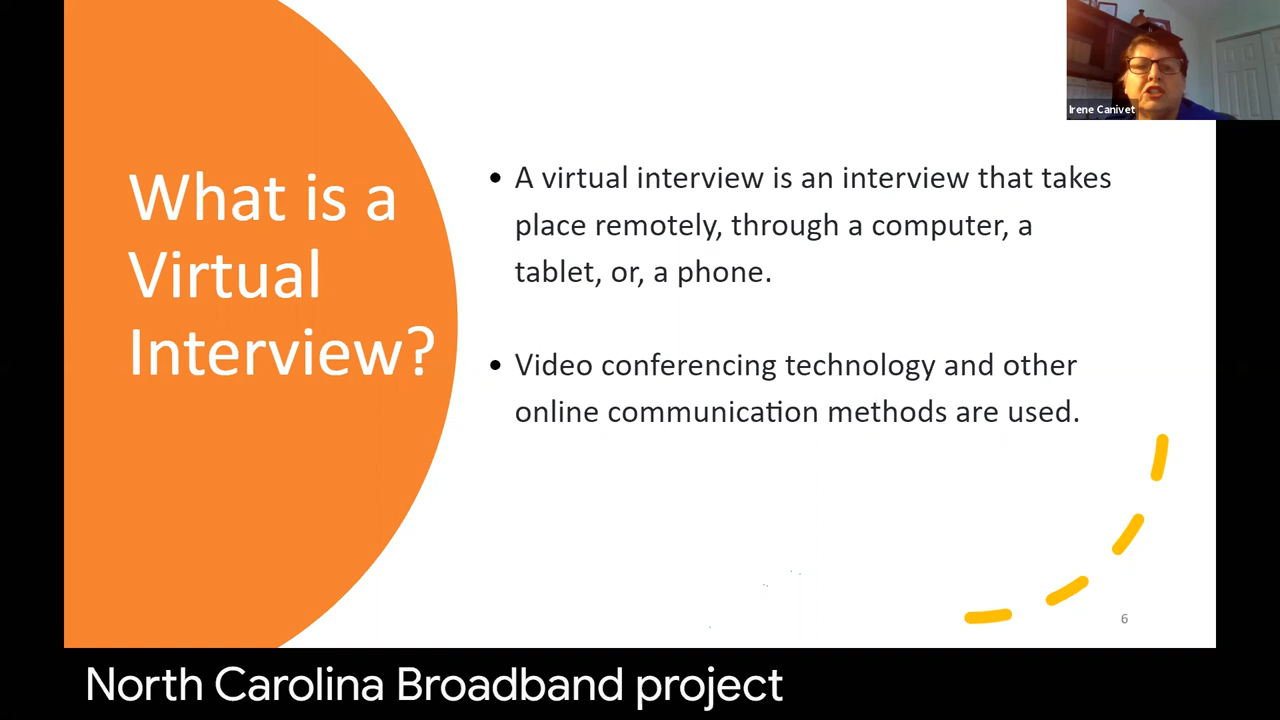 Irene Canivet
What is a
Virtual
Interview?
• A virtual interview is an interview that takes
place remotely, through a computer, a
tablet, or, a phone.
• Video conferencing technology and other
online communication methods are used.
6
North Carolina Broadband project